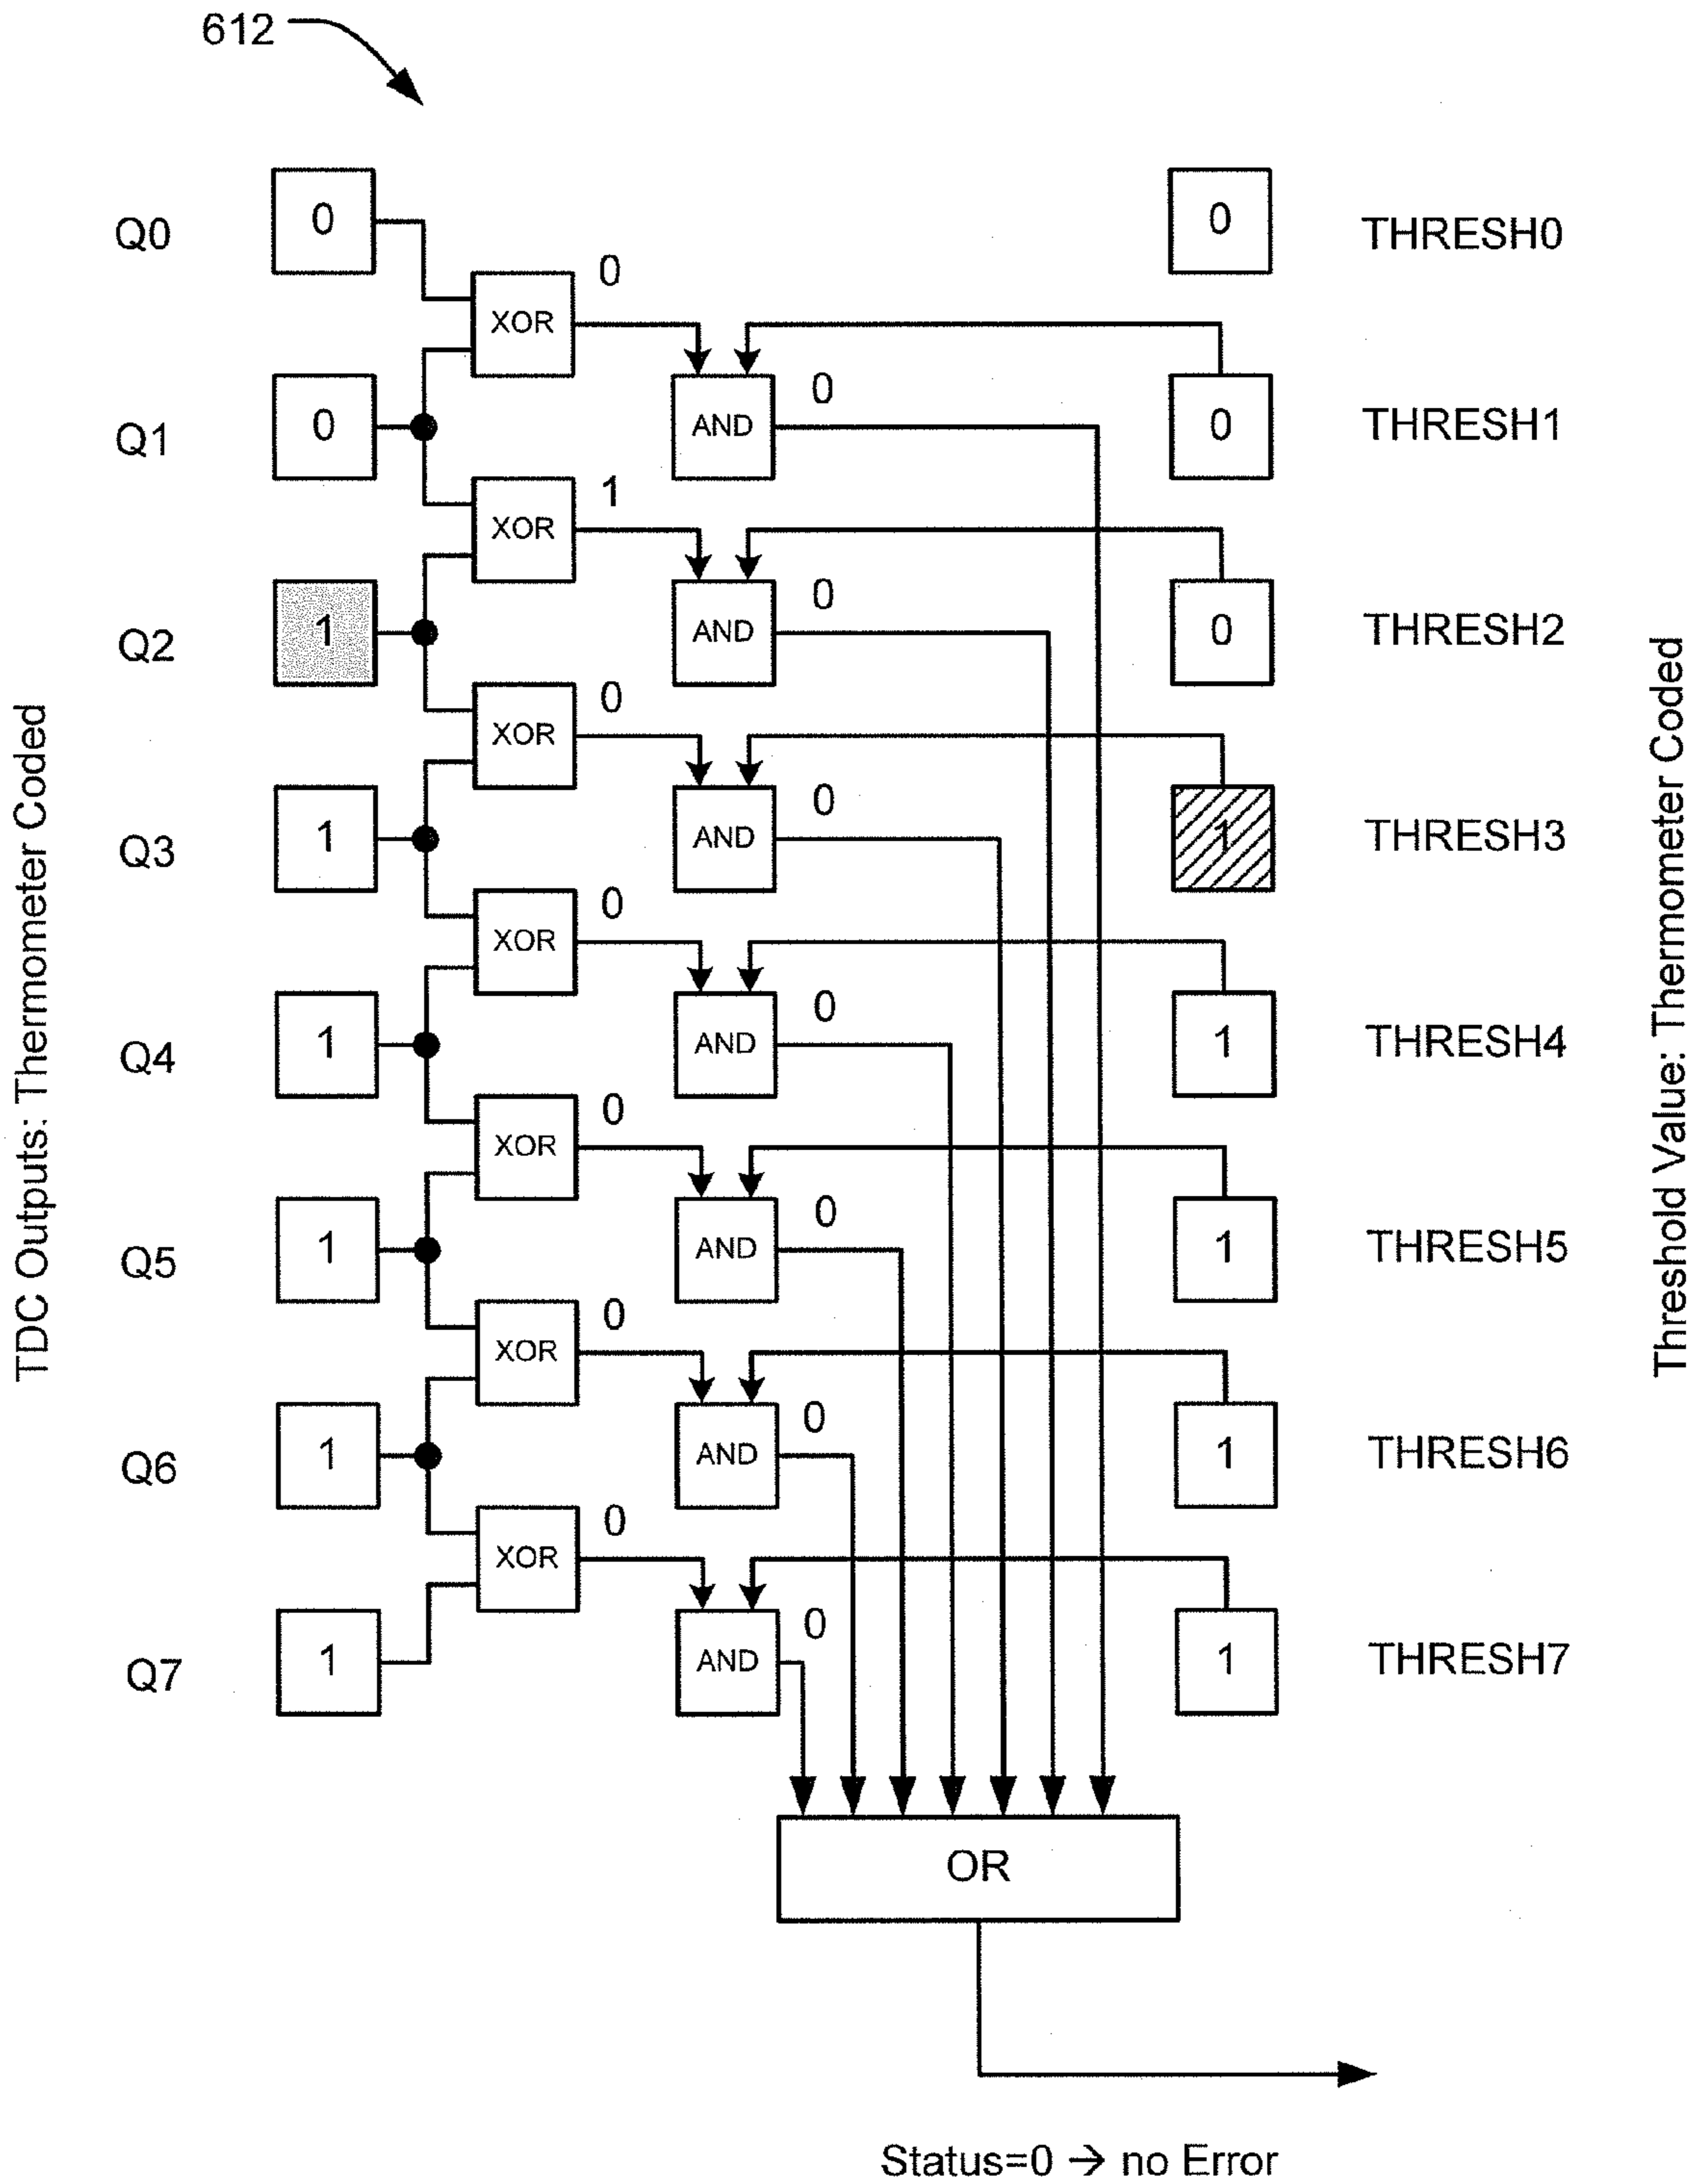 612
Q0 0 0 THRESH0
XOR 0
Q1 0 AND 0 0 THRESH1
XOR 1
Q2 1 AND 0 0 THRESH2
XOR 0
Q3 1 AND 0 1 THRESH3
XOR 0
Q4 1 AND 0 1 THRESH4
XOR 0
Q5 1 AND 0 1 THRESH5
XOR 0
Q6 1 AND 0 1 THRESH6
XOR 0
Q7 1 AND 0 1 THRESH7
OR
Status=0 → no Error
TDC Outputs: Thermometer Coded
Threshold Value: Thermometer Coded